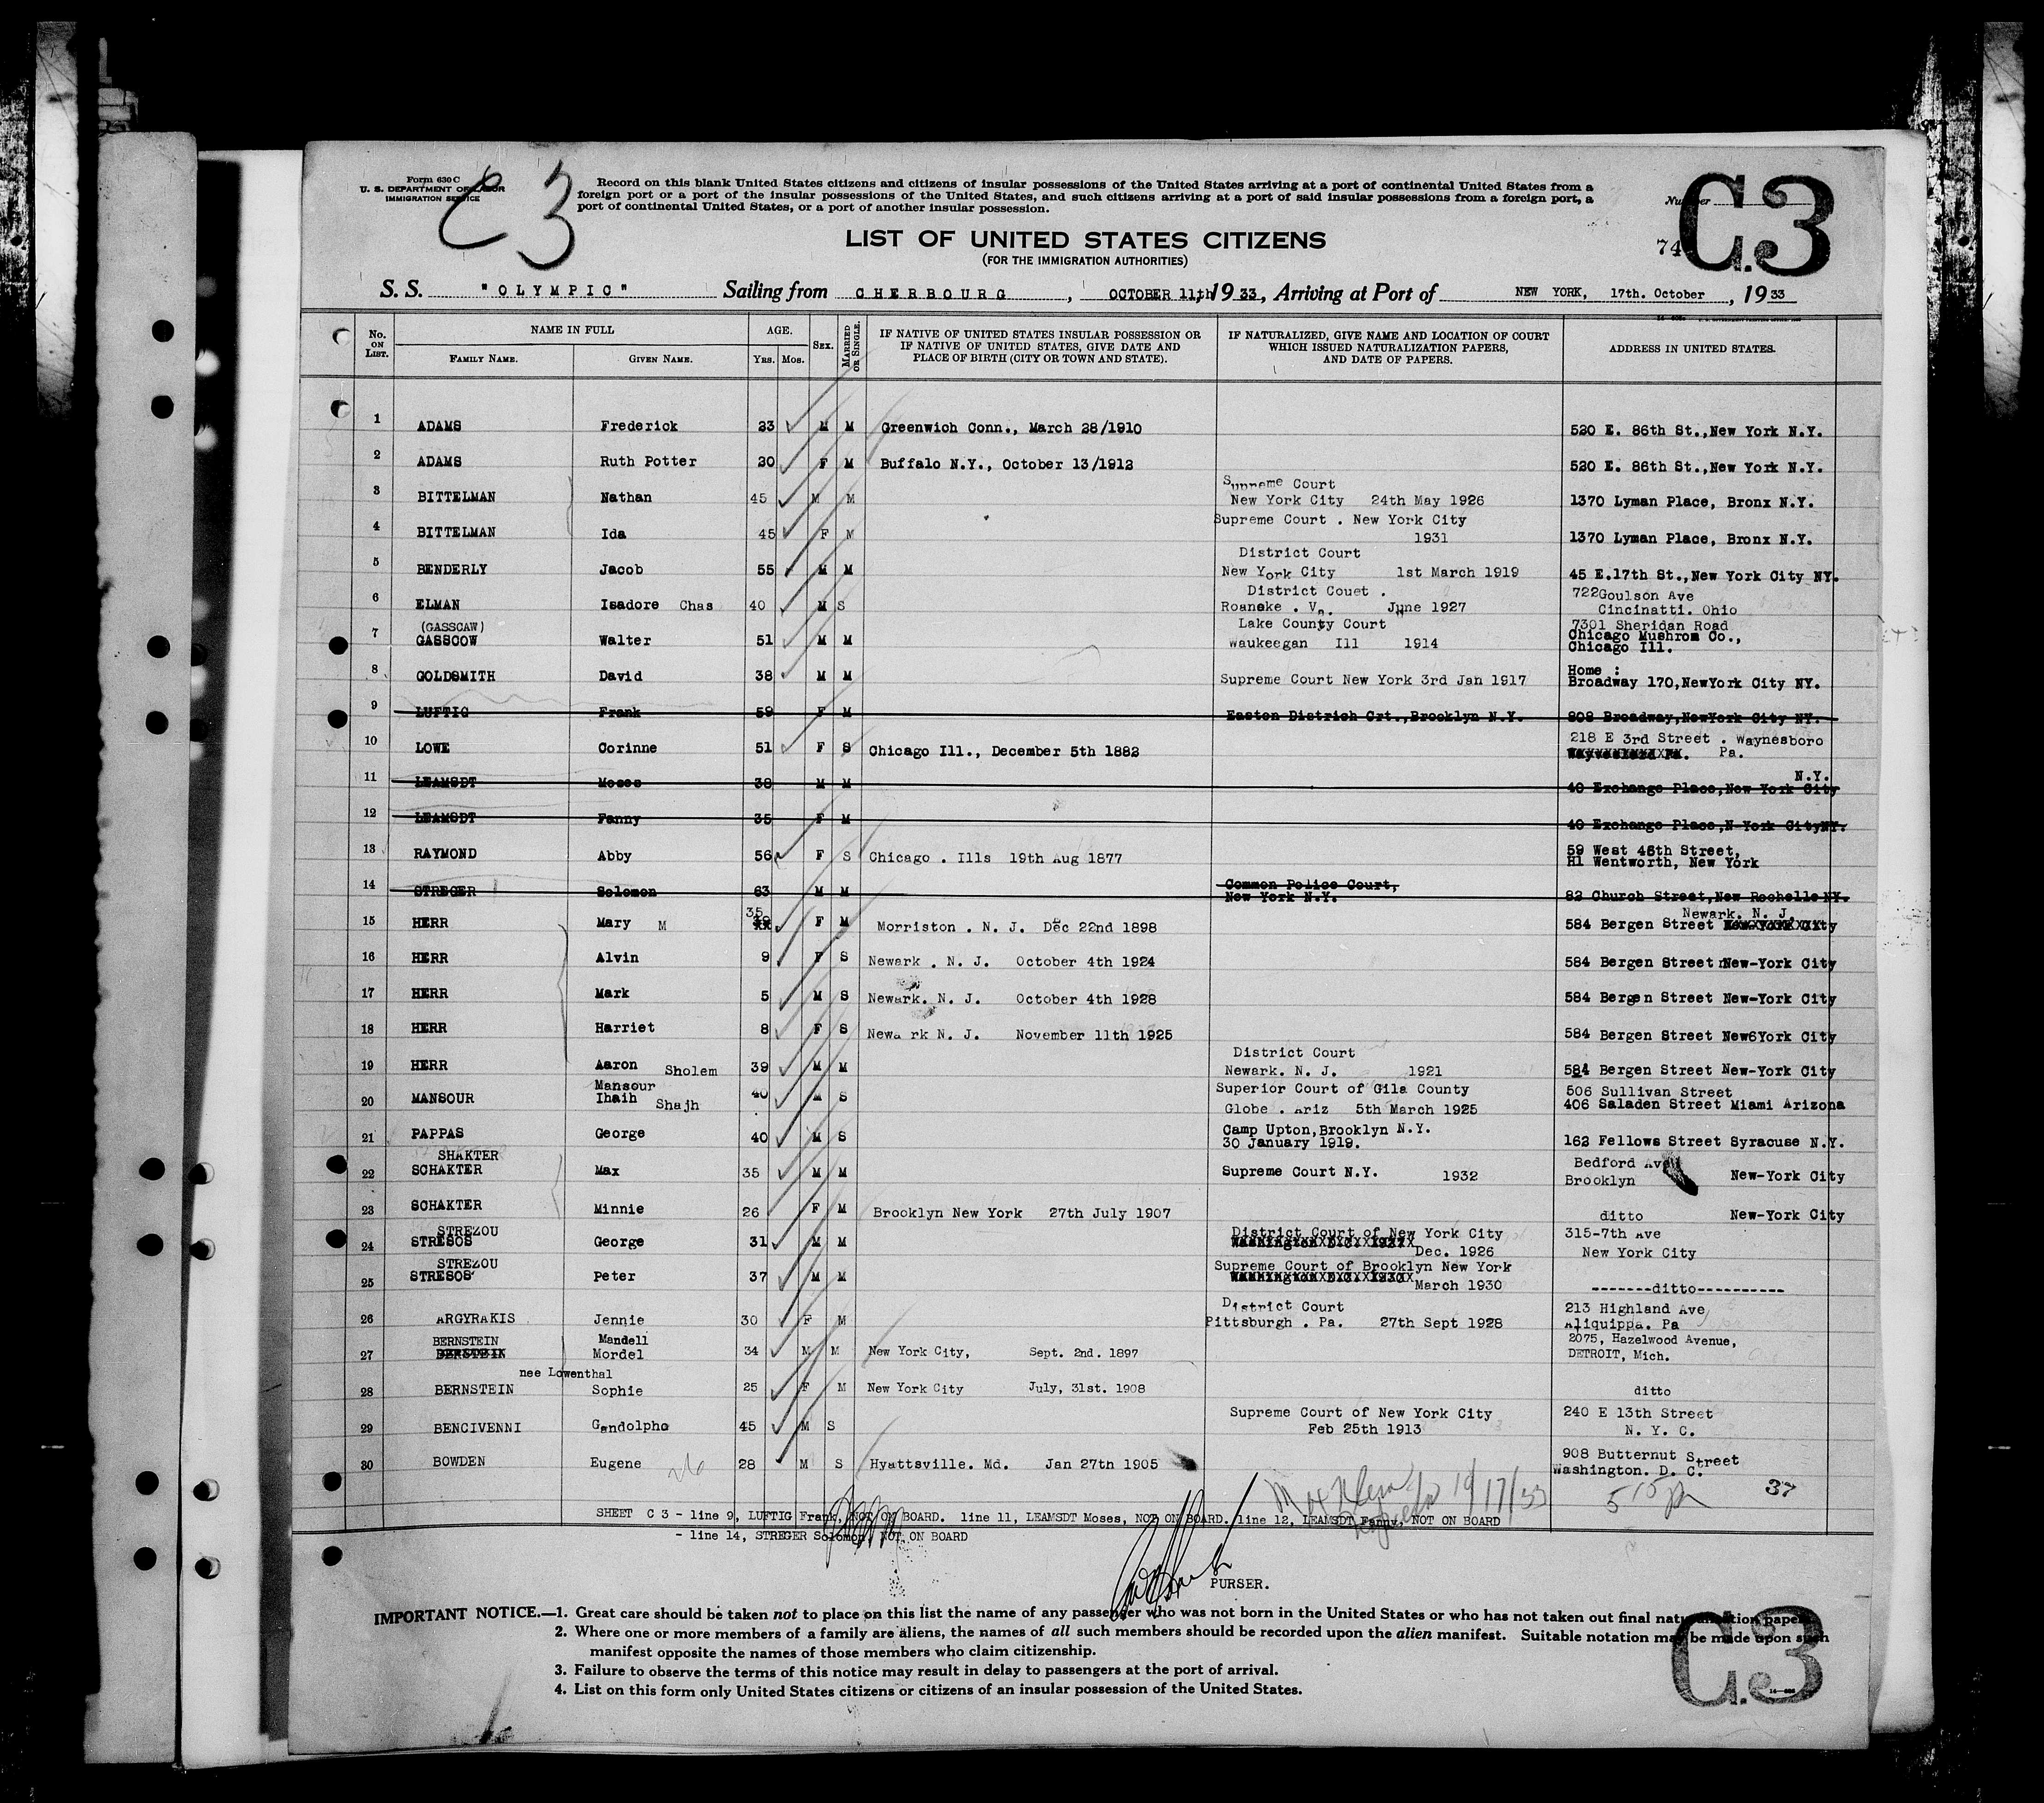 Form 630 C
U. S. DEPARTMENT OF LABOR
IMMIGRATION SERVICE
C 3
Record on this blank United States citizens and citizens of insular possessions of the United States arriving at a port of continental United States from a
foreign port or a port of the insular possessions of the United States, and such citizens arriving at a port of said insular possessions from a foreign port, a
port of continental United States, or a port of another insular possession.
Number
C.3
74
LIST OF UNITED STATES CITIZENS
(FOR THE IMMIGRATION AUTHORITIES)
S. S. "OLYMPIC" Sailing from CHERBOURG, OCTOBER 11th 1933, Arriving at Port of NEW YORK, 17th. October, 1933
No. ON LIST. NAME IN FULL FAMILY NAME. GIVEN NAME. AGE. Yrs. Mos. SEX. MARRIED OR SINGLE. IF NATIVE OF UNITED STATES INSULAR POSSESSION OR IF NATIVE OF UNITED STATES, GIVE DATE AND PLACE OF BIRTH (CITY OR TOWN AND STATE). IF NATURALIZED, GIVE NAME AND LOCATION OF COURT WHICH ISSUED NATURALIZATION PAPERS, AND DATE OF PAPERS. ADDRESS IN UNITED STATES.
1 ADAMS Frederick 23 M M Greenwich Conn., March 28/1910 520 E. 86th St.,New York N.Y.
2 ADAMS Ruth Potter 20 F M Buffalo N.Y., October 13/1912 520 E. 86th St.,New York N.Y.
3 BITTELMAN Nathan 45 M M Supreme Court New York City 24th May 1926 1370 Lyman Place, Bronx N.Y.
4 BITTELMAN Ida 45 F M Supreme Court . New York City 1931 1370 Lyman Place, Bronx N.Y.
5 BENDERLY Jacob 55 M M District Court New York City 1st March 1919 45 E.17th St.,New York City NY.
6 ELMAN Isadore Chas 40 M S District Couet . Roanoke . Va. June 1927 722 Goulson Ave Cincinatti. Ohio
7 (GASSCAW) GASSCOW Walter 51 M M Lake County Court Waukeegan Ill 1914 7301 Sheridan Road Chicago Mushrom Co., Chicago Ill.
8 GOLDSMITH David 38 M M Supreme Court New York 3rd Jan 1917 Home : Broadway 170,NewYork City NY.
9 LUFTIG Frank 59 F M Easton District Crt.,Brooklyn N.Y. 808 Broadway,NewYork City NY.
10 LOWE Corinne 51 F S Chicago Ill., December 5th 1882 218 E 3rd Street . Waynesboro Pa.
11 LEAMSDT Moses 38 M M 40 Exchange Place,New York City N.Y.
12 LEAMSDT Fanny 35 F M 40 Exchange Place,N-York CityNY.
13 RAYMOND Abby 56 F S Chicago . Ills 19th Aug 1877 59 West 46th Street, Hl Wentworth, New York
14 STREGER Solomon 63 M M Common Police Court, New York N.Y. 82 Church Street,New Rochelle NY.
15 HERR Mary M 35 F M Morriston . N. J. Dec 22nd 1898 584 Bergen Street Newark. N. J. New-York City
16 HERR Alvin 9 F S Newark . N. J. October 4th 1924 584 Bergen Street New-York City
17 HERR Mark 5 M S Newark. N. J. October 4th 1928 584 Bergen Street New-York City
18 HERR Harriet 8 F S Newa rk N. J. November 11th 1925 584 Bergen Street New6York City
19 HERR Aaron Sholem 39 M M District Court Newark. N. J. 1921 584 Bergen Street New-York City
20 MANSOUR Mansour Ihaih Shajh 40 M S Superior Court of Gila County Globe . Ariz 5th March 1925 506 Sullivan Street 406 Saladen Street Miami Arizona
21 PAPPAS George 40 M S Camp Upton,Brooklyn N.Y. 30 January 1919. 162 Fellows Street Syracuse N.Y.
22 SHAKTER SCHAKTER Max 35 M M Supreme Court N.Y. 1932 Bedford Ave Brooklyn New-York City
23 SCHAKTER Minnie 26 F M Brooklyn New York 27th July 1907 ditto New-York City
24 STREZOU STRESOS George 31 M M District Court of New York City Dec. 1926 315-7th Ave New York City
25 STREZOU STRESOS Peter 37 M M Supreme Court of Brooklyn New York March 1930 -------ditto----------
26 ARGYRAKIS Jennie 30 F M District Court Pittsburgh . Pa. 27th Sept 1928 213 Highland Ave Aliquippa. Pa
27 BERNSTEIN BERSTEIN Mandell Mordel 34 M M New York City, Sept. 2nd. 1897 2075, Hazelwood Avenue, DETROIT, Mich.
28 BERNSTEIN nee Lowenthal Sophie 25 F M New York City July, 31st. 1908 ditto
29 BENCIVENNI Gandolpho 45 M S Supreme Court of New York City Feb 25th 1913 240 E 13th Street N. Y. C.
30 BOWDEN Eugene 26 28 M S Hyattsville. Md. Jan 27th 1905 908 Butternut Street Washington. D. C.
37
10/17/33
515 pm
SHEET C 3 - line 9, LUFTIG Frank, NOT ON BOARD. line 11, LEAMSDT Moses, NOT ON BOARD. line 12, LEAMSDT Fanny, NOT ON BOARD
- line 14, STREGER Solomon NOT ON BOARD
PURSER.
IMPORTANT NOTICE.—1. Great care should be taken not to place on this list the name of any passenger who was not born in the United States or who has not taken out final naturalization papers.
2. Where one or more members of a family are aliens, the names of all such members should be recorded upon the alien manifest. Suitable notation may be made upon such
manifest opposite the names of those members who claim citizenship.
3. Failure to observe the terms of this notice may result in delay to passengers at the port of arrival.
4. List on this form only United States citizens or citizens of an insular possession of the United States.
C.3